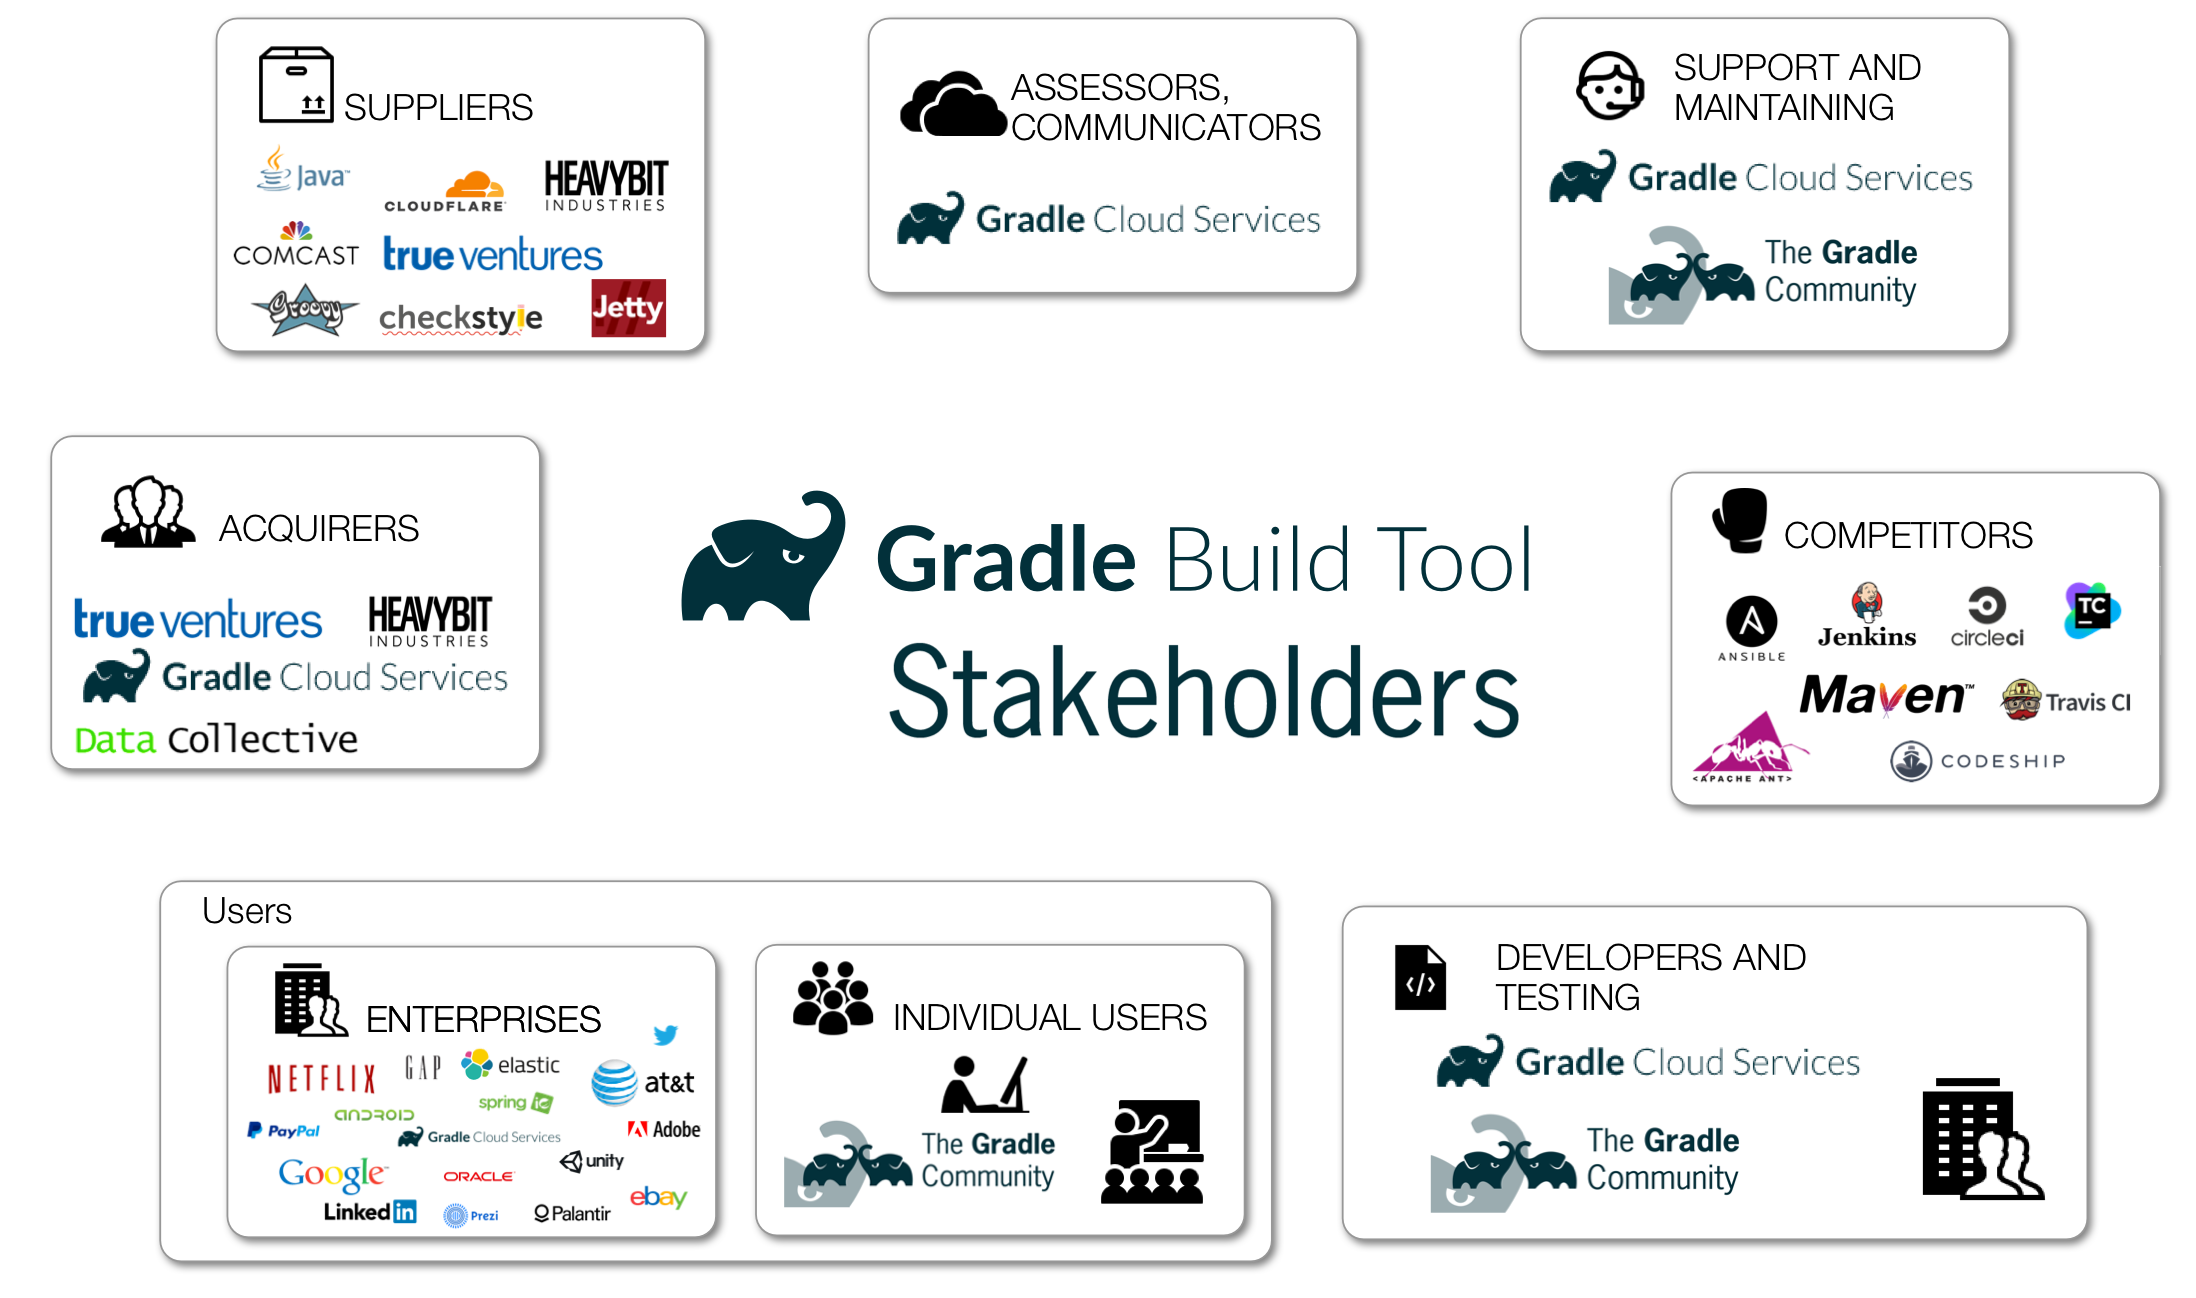 SUPPLIERS
Java™
CLOUDFLARE
HEAVYBIT
INDUSTRIES
COMCAST
true ventures
Groovy
checkstyle
Jetty
ASSESSORS,
COMMUNICATORS
Gradle Cloud Services
SUPPORT AND
MAINTAINING
Gradle Cloud Services
The Gradle
Community
ACQUIRERS
true ventures
HEAVYBIT
INDUSTRIES
Gradle Cloud Services
Data Collective
Gradle Build Tool
Stakeholders
COMPETITORS
ANSIBLE
Jenkins
circleci
TC
Maven™
Travis CI
<APACHE ANT>
CODESHIP
Users
ENTERPRISES
NETFLIX
GAP
elastic
at&t
spring io
ANDROID
PayPal
Gradle Cloud Services
Adobe
Google™
ORACLE
unity
LinkedIn
Prezi
Palantir
ebay
INDIVIDUAL USERS
The Gradle
Community
DEVELOPERS AND
TESTING
</>
Gradle Cloud Services
The Gradle
Community